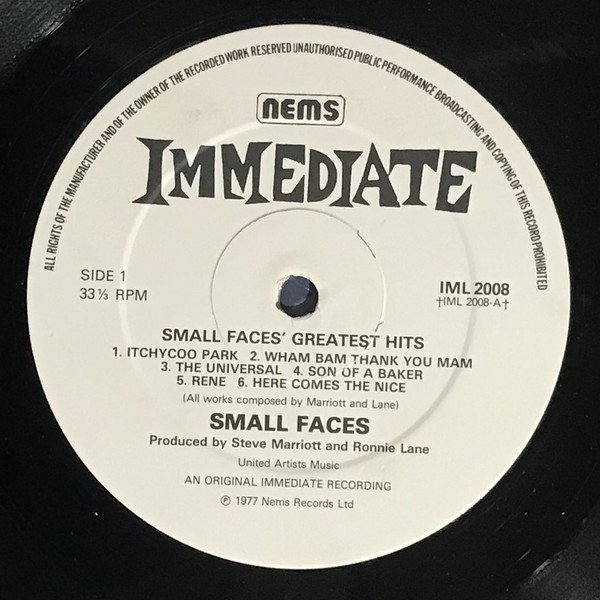 ALL RIGHTS OF THE MANUFACTURER AND OF THE OWNER OF THE RECORDED WORK RESERVED UNAUTHORISED PUBLIC PERFORMANCE BROADCASTING AND COPYING OF THIS RECORD PROHIBITED
NEMS
IMMEDIATE
SIDE 1
33⅓ RPM
IML 2008
†IML 2008-A†
SMALL FACES' GREATEST HITS
1. ITCHYCOO PARK 2. WHAM BAM THANK YOU MAM
3. THE UNIVERSAL 4. SON OF A BAKER
5. RENE 6. HERE COMES THE NICE
(All works composed by Marriott and Lane)
SMALL FACES
Produced by Steve Marriott and Ronnie Lane
United Artists Music
AN ORIGINAL IMMEDIATE RECORDING
℗ 1977 Nems Records Ltd